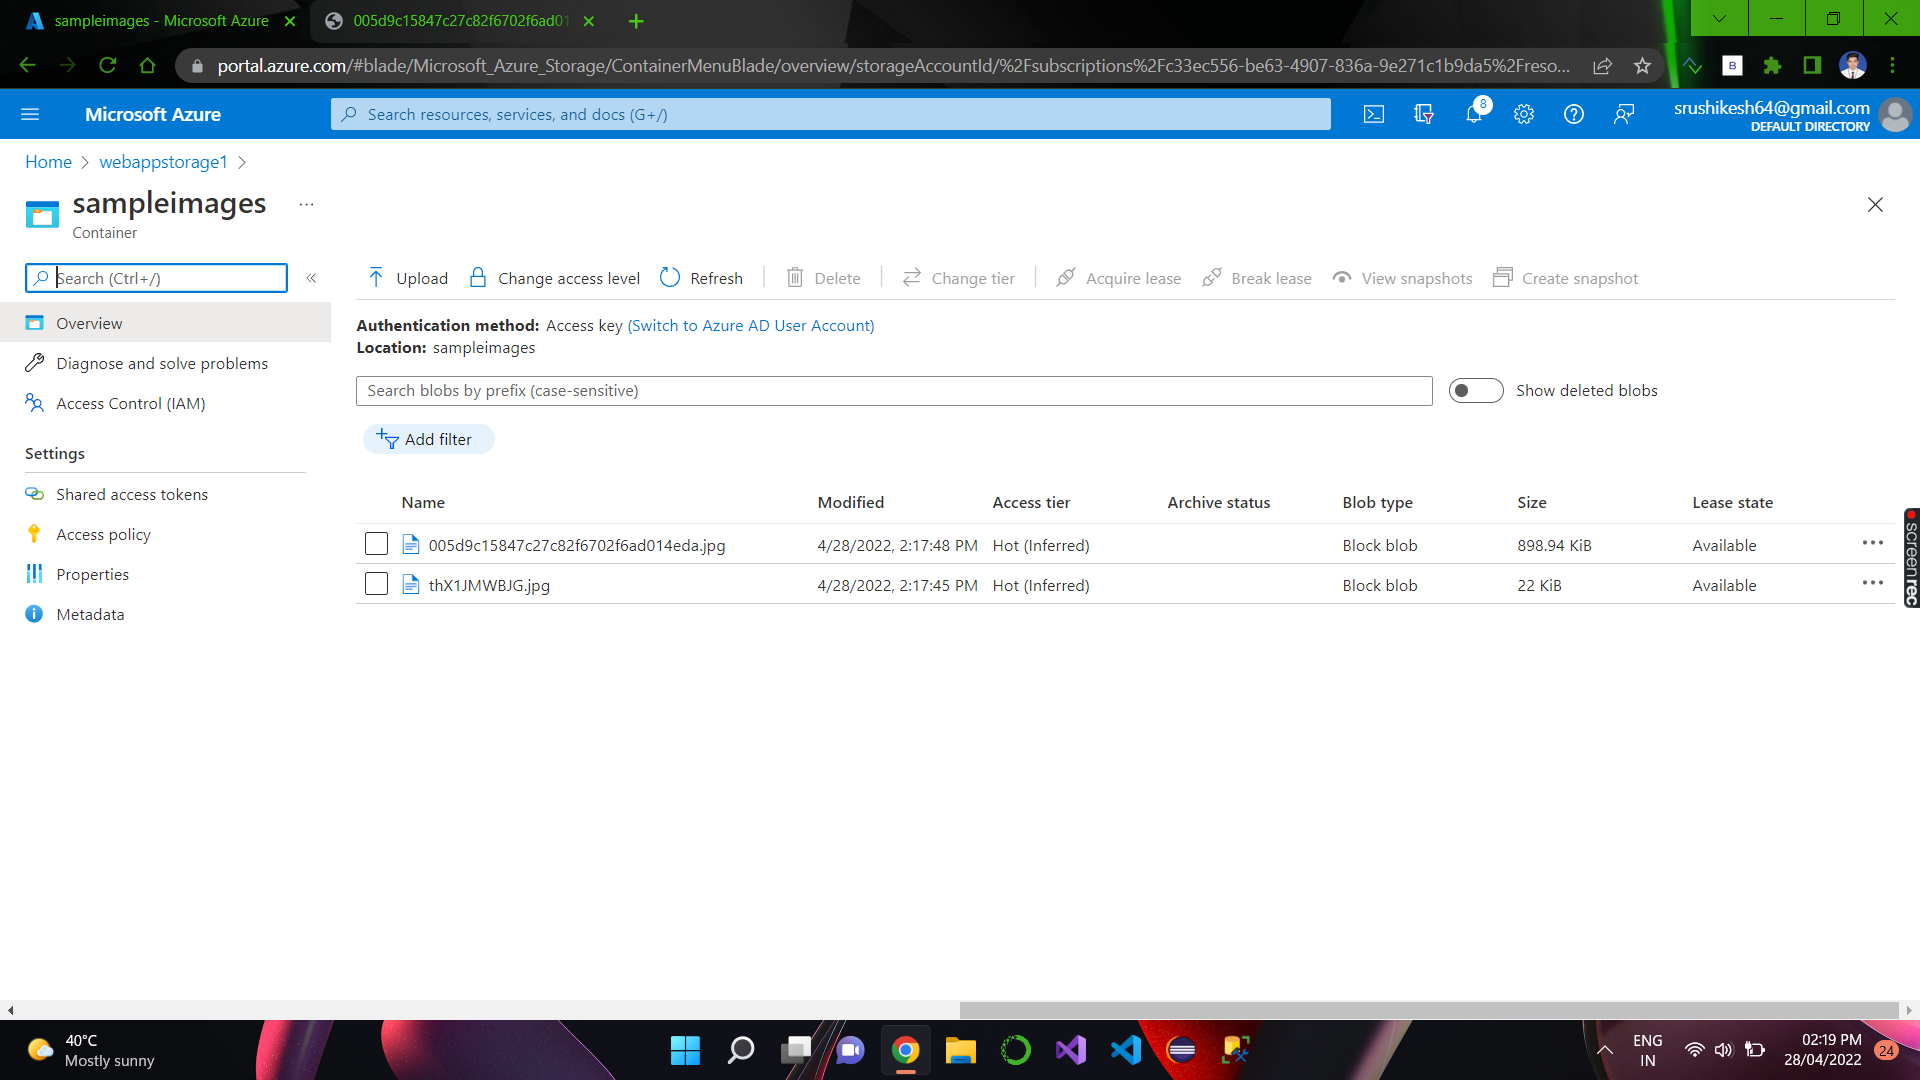 sampleimages - Microsoft Azure
005d9c15847c27c82f6702f6ad01
portal.azure.com/#blade/Microsoft_Azure_Storage/ContainerMenuBlade/overview/storageAccountId/%2Fsubscriptions%2Fc33ec556-be63-4907-836a-9e271c1b9da5%2Freso...
B
Microsoft Azure
Search resources, services, and docs (G+/)
8
srushikesh64@gmail.com
DEFAULT DIRECTORY
Home > webappstorage1 >
sampleimages ...
Container
Search (Ctrl+/)
«
Overview
Diagnose and solve problems
Access Control (IAM)
Settings
Shared access tokens
Access policy
Properties
Metadata
Upload Change access level Refresh Delete Change tier Acquire lease Break lease View snapshots Create snapshot
Authentication method: Access key (Switch to Azure AD User Account)
Location: sampleimages
Search blobs by prefix (case-sensitive)
Show deleted blobs
Add filter
Name Modified Access tier Archive status Blob type Size Lease state
005d9c15847c27c82f6702f6ad014eda.jpg 4/28/2022, 2:17:48 PM Hot (Inferred) Block blob 898.94 KiB Available ...
thX1JMWBJG.jpg 4/28/2022, 2:17:45 PM Hot (Inferred) Block blob 22 KiB Available ...
screenrec
40°C
Mostly sunny
ENG
IN
02:19 PM
28/04/2022
24